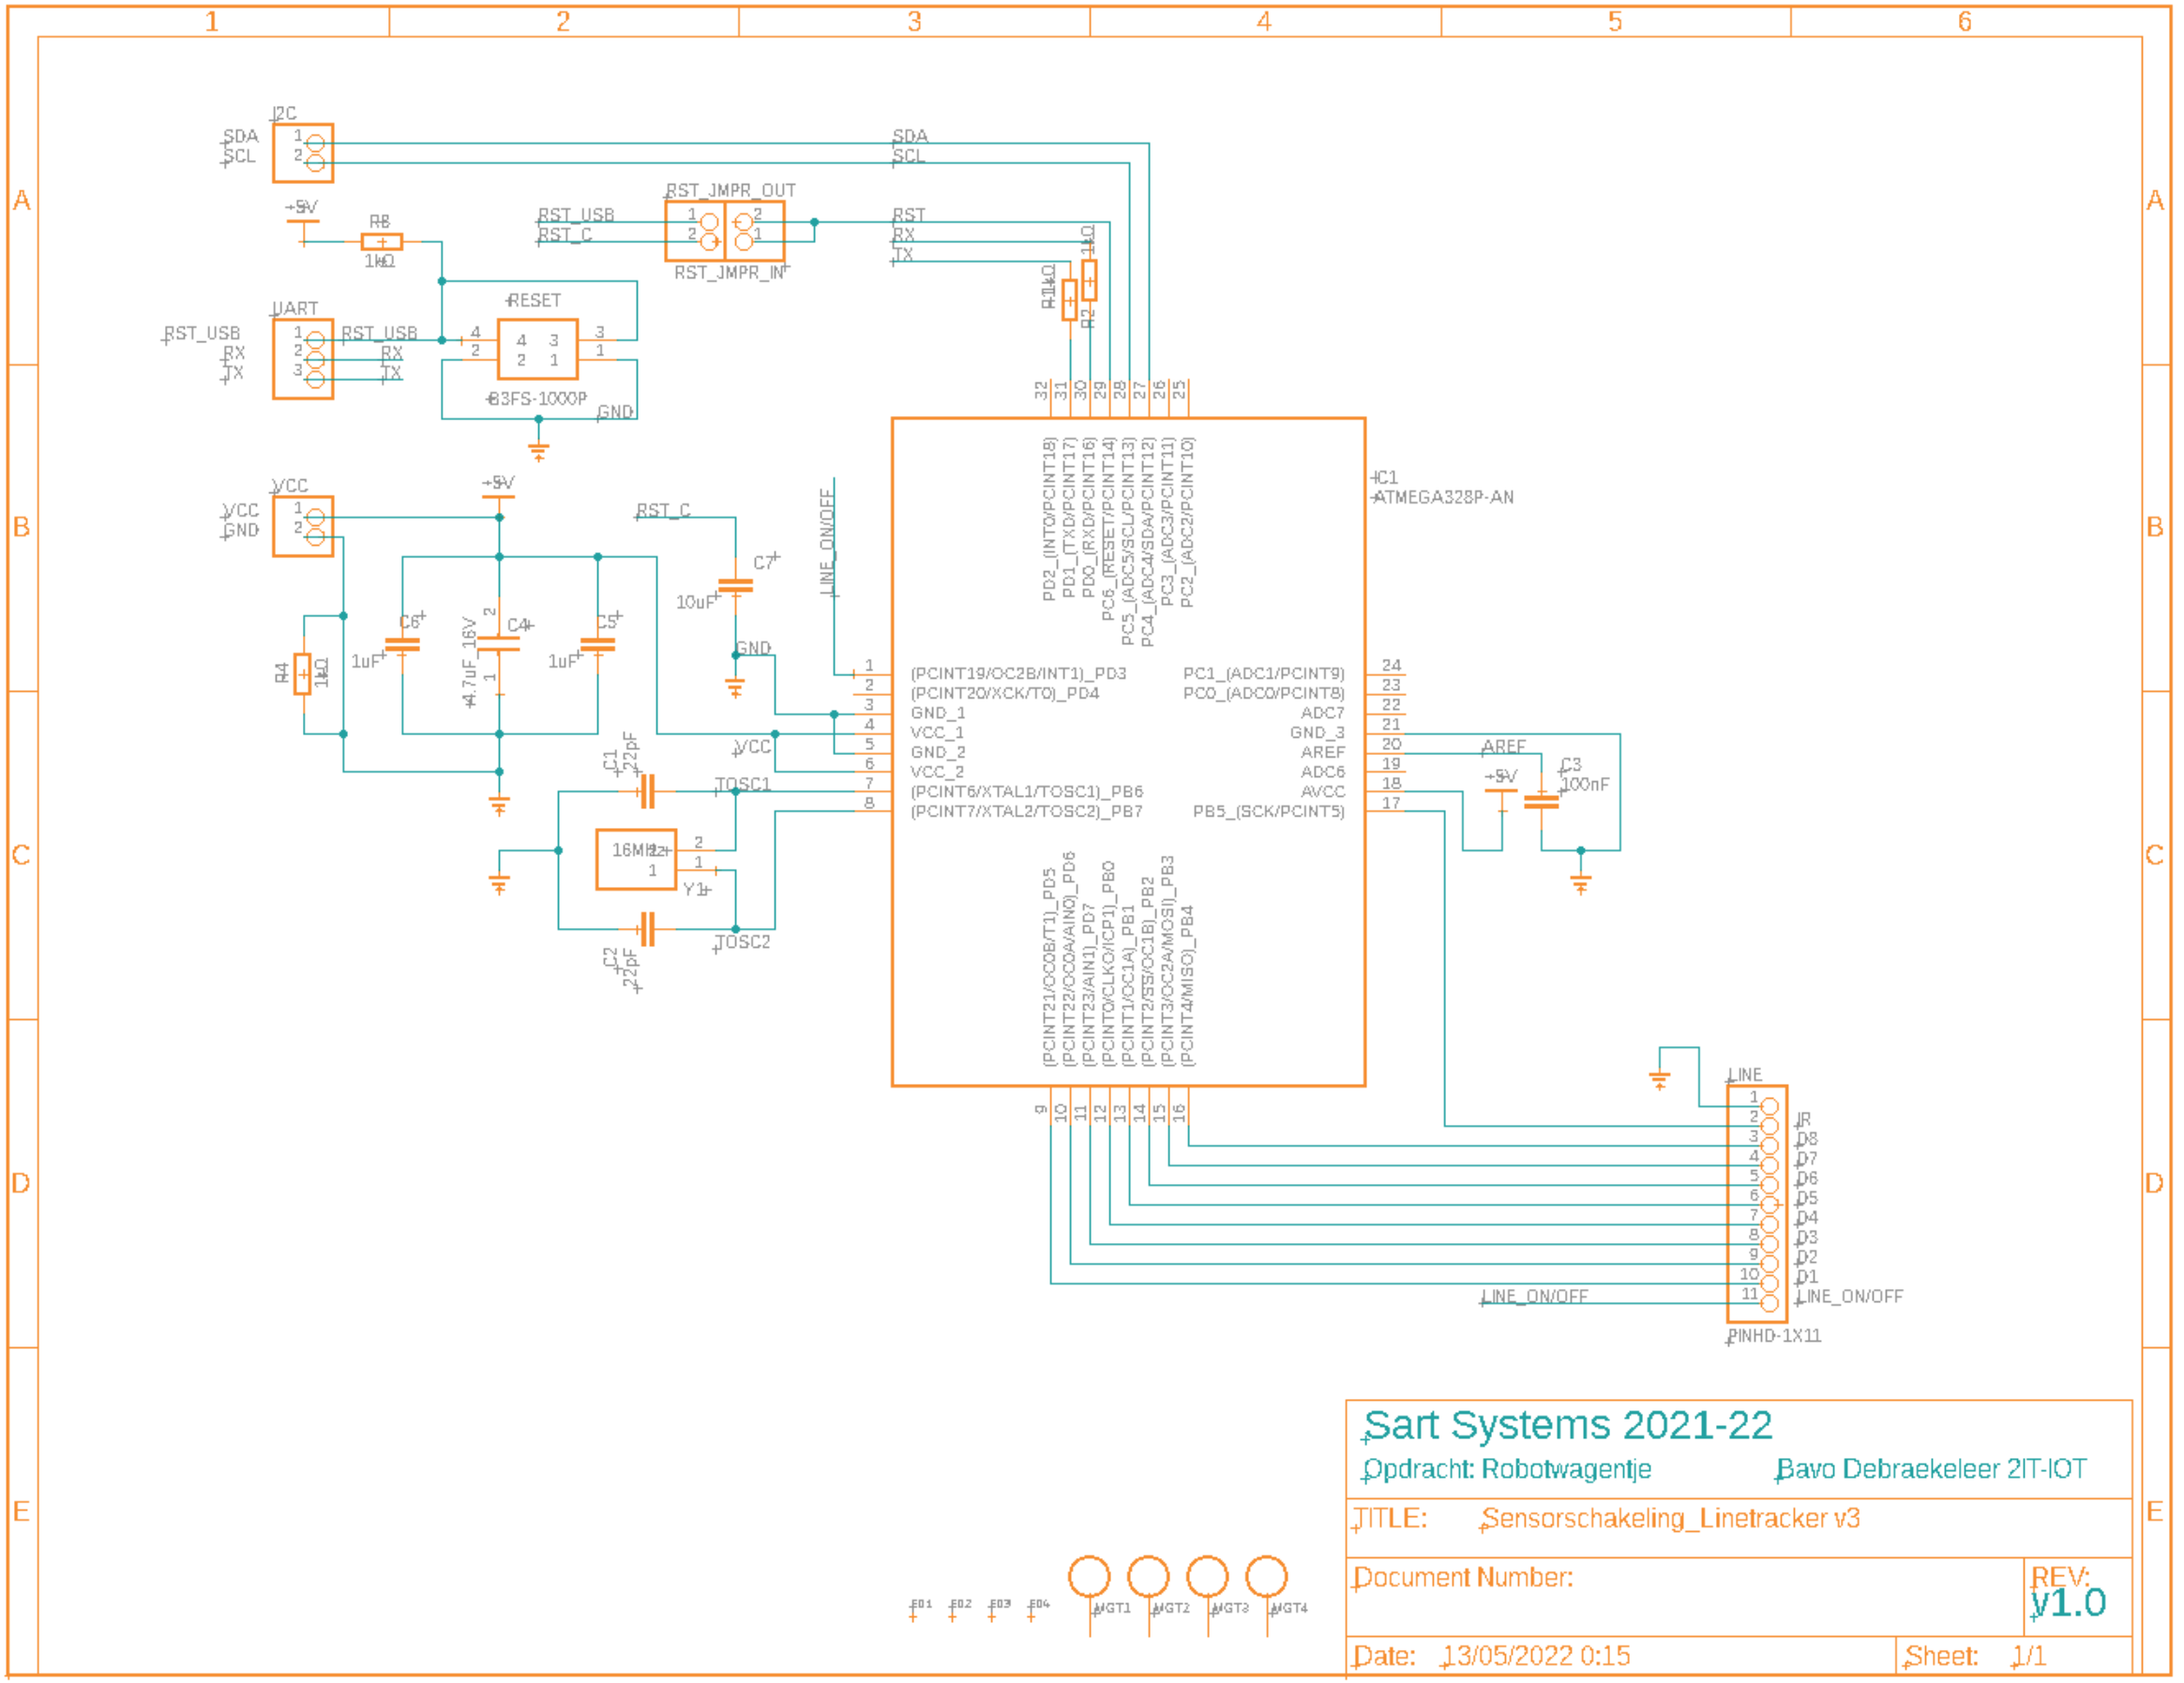 1 2 3 4 5 6
A A
B B
C C
D D
E E
I2C
SDA
SCL
1
2
SDA
SCL
+5V
R8
1kΩ
RST_JMPR_OUT
RST_USB
RST_C
1
2
2
1
RST_JMPR_IN
RST
RX
TX
R1
1kΩ
R2
1kΩ
UART
RST_USB
RX
TX
1
2
3
RST_USB
RX
TX
RESET
4 4 3 3
2 2 1 1
B3FS-1000P
GND
VCC
VCC
GND
1
2
+5V
R4
1kΩ
C6
1uF
C4
4.7uF_16V
2
1
C5
1uF
RST_C
C7
10uF
GND
LINE_ON/OFF
VCC
C1
22pF
TOSC1
16MHz
2
2
1
1
Y1
C2
22pF
TOSC2
IC1
ATMEGA328P-AN
32 31 30 29 28 27 26 25
PD2_(INT0/PCINT18)
PD1_(TXD/PCINT17)
PD0_(RXD/PCINT16)
PC6_(RESET/PCINT14)
PC5_(ADC5/SCL/PCINT13)
PC4_(ADC4/SDA/PCINT12)
PC3_(ADC3/PCINT11)
PC2_(ADC2/PCINT10)
1 (PCINT19/OC2B/INT1)_PD3
2 (PCINT20/XCK/T0)_PD4
3 GND_1
4 VCC_1
5 GND_2
6 VCC_2
7 (PCINT6/XTAL1/TOSC1)_PB6
8 (PCINT7/XTAL2/TOSC2)_PB7
PC1_(ADC1/PCINT9) 24
PC0_(ADC0/PCINT8) 23
ADC7 22
GND_3 21
AREF 20
ADC6 19
AVCC 18
PB5_(SCK/PCINT5) 17
(PCINT21/OC0B/T1)_PD5
(PCINT22/OC0A/AIN0)_PD6
(PCINT23/AIN1)_PD7
(PCINT0/CLKO/ICP1)_PB0
(PCINT1/OC1A)_PB1
(PCINT2/SS/OC1B)_PB2
(PCINT3/OC2A/MOSI)_PB3
(PCINT4/MISO)_PB4
9 10 11 12 13 14 15 16
AREF
+5V
C3
100nF
LINE
1
2 IR
3 D8
4 D7
5 D6
6 D5
7 D4
8 D3
9 D2
10 D1
LINE_ON/OFF 11 LINE_ON/OFF
PINHD-1X11
MGT1 MGT2 MGT3 MGT4
Sart Systems 2021-22
Opdracht: Robotwagentje Bavo Debraekeleer 2IT-IOT
TITLE: Sensorschakeling_Linetracker v3
Document Number:
REV:
v1.0
Date: 13/05/2022 0:15 Sheet: 1/1